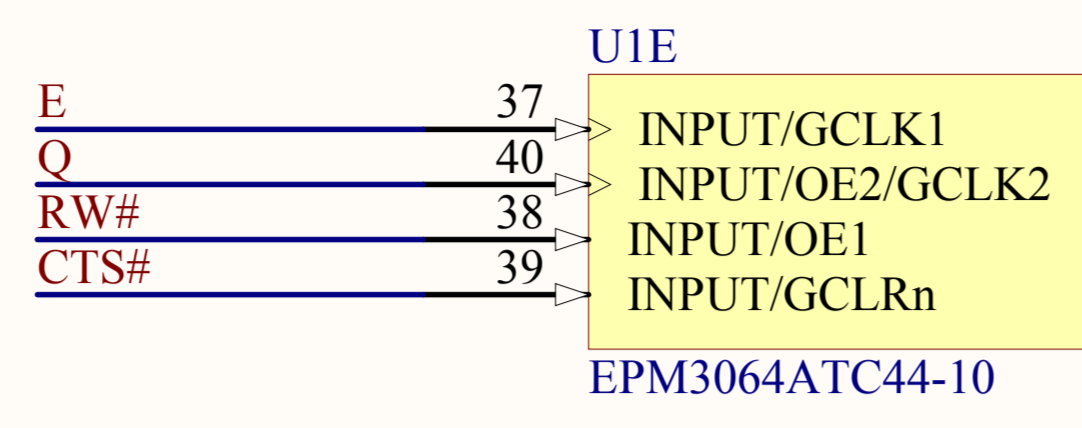 U1E
E 37 INPUT/GCLK1
Q 40 INPUT/OE2/GCLK2
RW# 38 INPUT/OE1
CTS# 39 INPUT/GCLRn
EPM3064ATC44-10